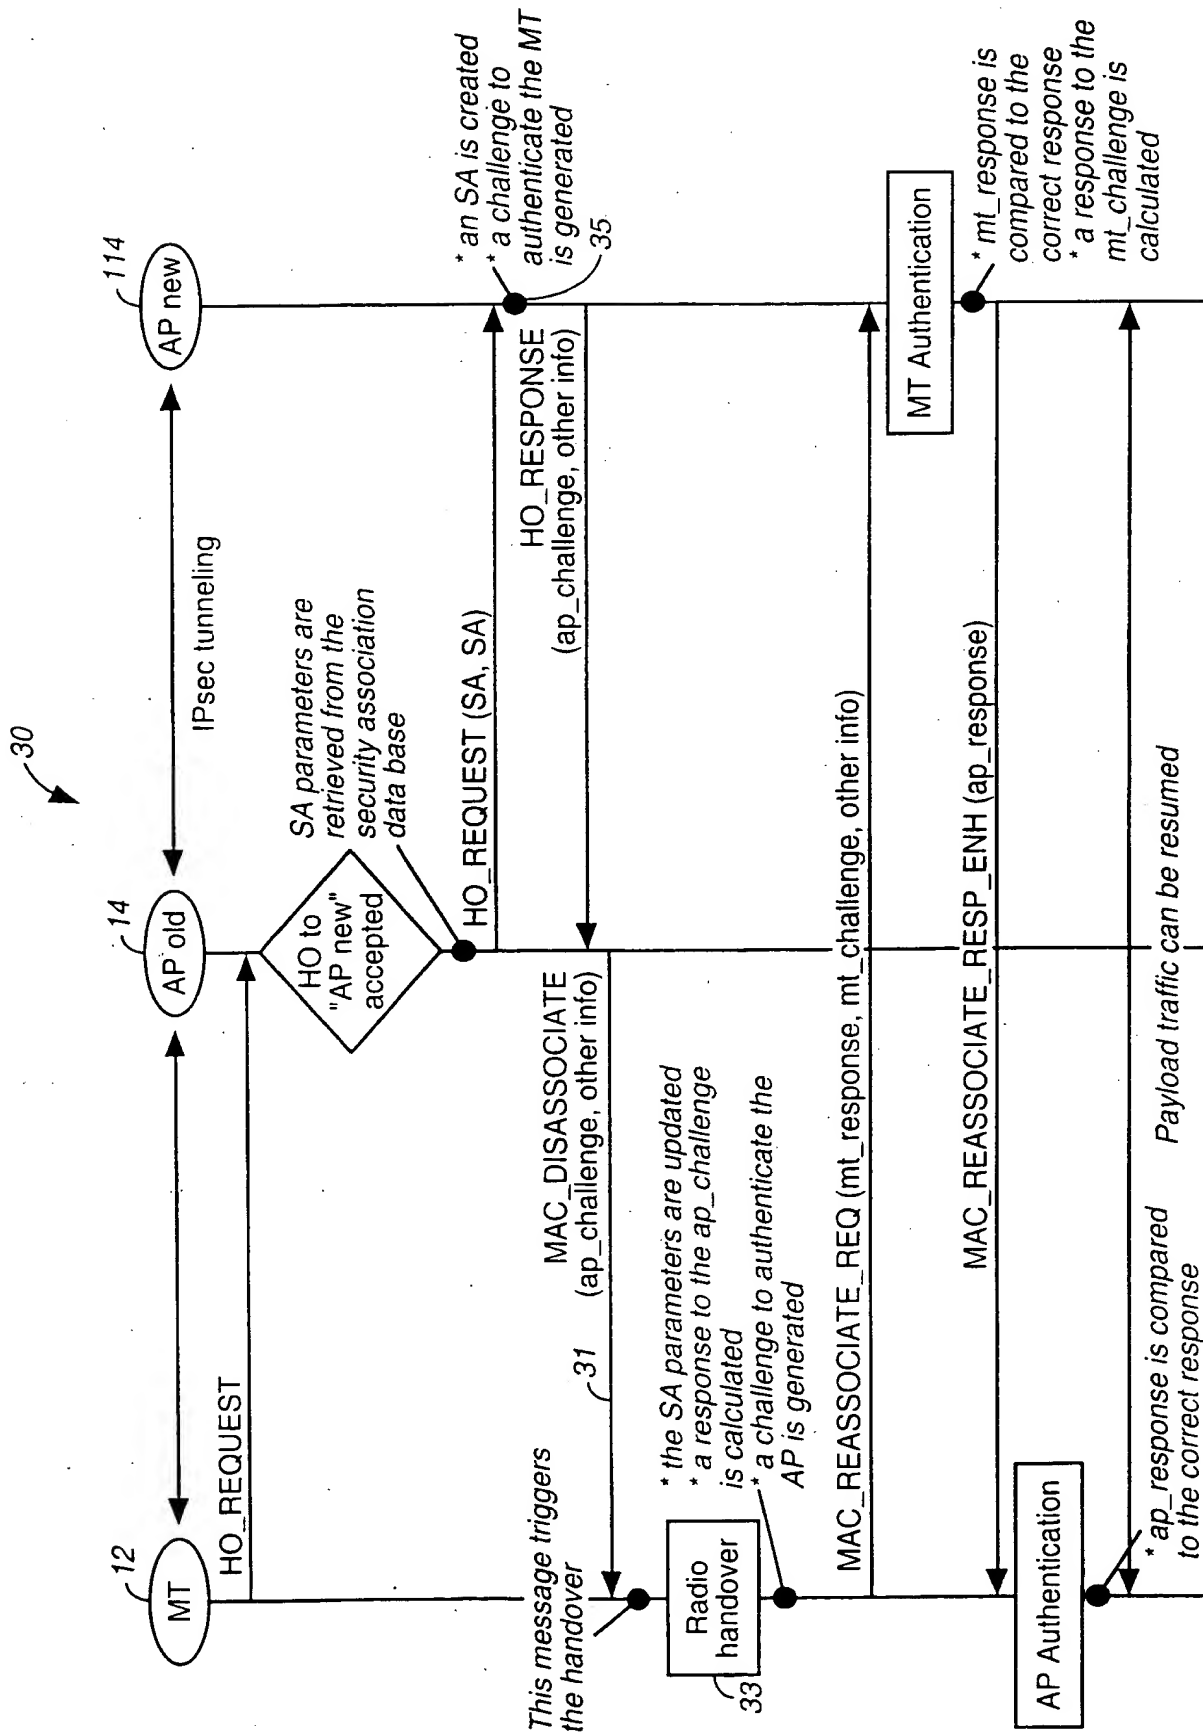 30
12
MT
14
AP old
114
AP new
IPsec tunneling
HO_REQUEST
HO to
"AP new"
accepted
SA parameters are
retrieved from the
security association
data base
HO_REQUEST (SA, SA)
* an SA is created
* a challenge to
authenticate the MT
is generated
35
HO_RESPONSE
(ap_challenge, other info)
MAC_DISASSOCIATE
(ap_challenge, other info)
31
This message triggers
the handover
Radio
handover
33
* the SA parameters are updated
* a response to the ap_challenge
is calculated
* a challenge to authenticate the
AP is generated
MAC_REASSOCIATE_REQ (mt_response, mt_challenge, other info)
MT Authentication
* mt_response is
compared to the
correct response
* a response to the
mt_challenge is
calculated
MAC_REASSOCIATE_RESP_ENH (ap_response)
AP Authentication
* ap_response is compared
to the correct response
Payload traffic can be resumed